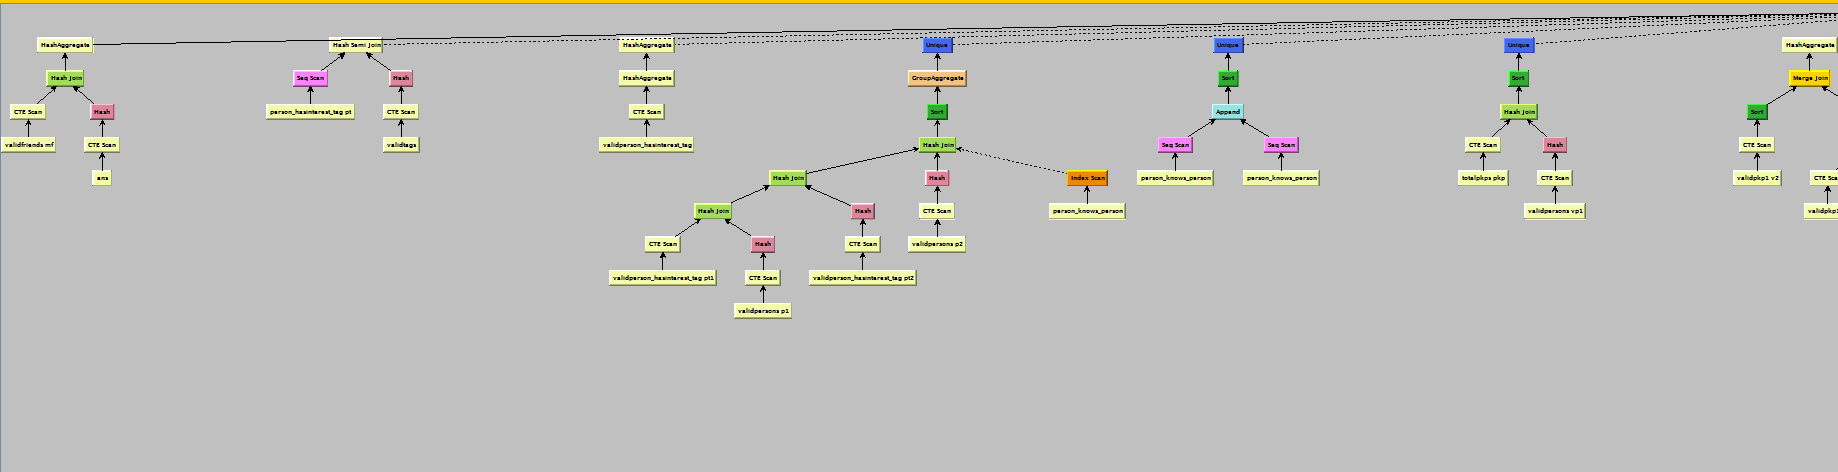 HashAggregate Hash Semi Join HashAggregate Unique Unique Unique HashAggregate
Hash Join Seq Scan Hash HashAggregate GroupAggregate Sort Sort Merge Join
CTE Scan Hash person_hasinterest_tag pt CTE Scan CTE Scan Sort Append Hash Join Sort
validfriends mf CTE Scan validtags validperson_hasinterest_tag Hash Join Seq Scan Seq Scan CTE Scan Hash CTE Scan
ans Hash Join Hash Index Scan person_knows_person person_knows_person totalpkps pkp CTE Scan validpkp1 v2 CTE Sca
Hash Join Hash CTE Scan person_knows_person validpersons vp1 validpkp1
CTE Scan Hash CTE Scan validpersons p2
validperson_hasinterest_tag pt1 CTE Scan validperson_hasinterest_tag pt2
validpersons p1